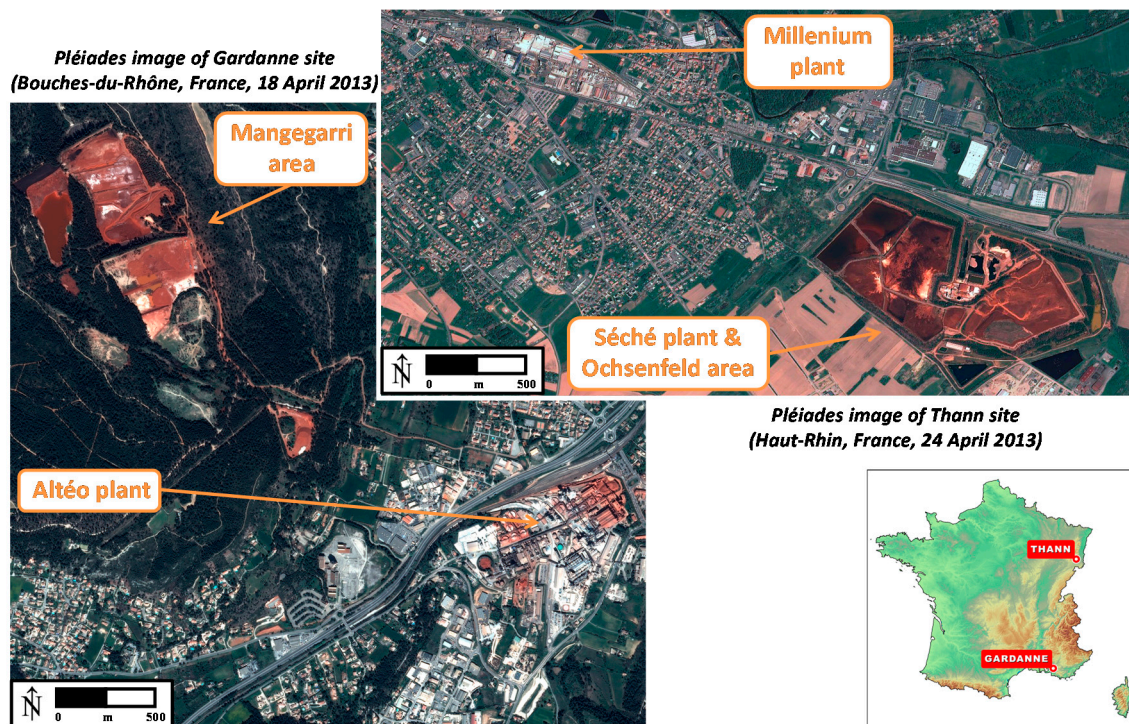 Pléiades image of Gardanne site
(Bouches-du-Rhône, France, 18 April 2013)
Mangegarri
area
Altéo plant
N
0 m 500
Millenium
plant
Séché plant &
Ochsenfeld area
N
0 m 500
Pléiades image of Thann site
(Haut-Rhin, France, 24 April 2013)
THANN
GARDANNE